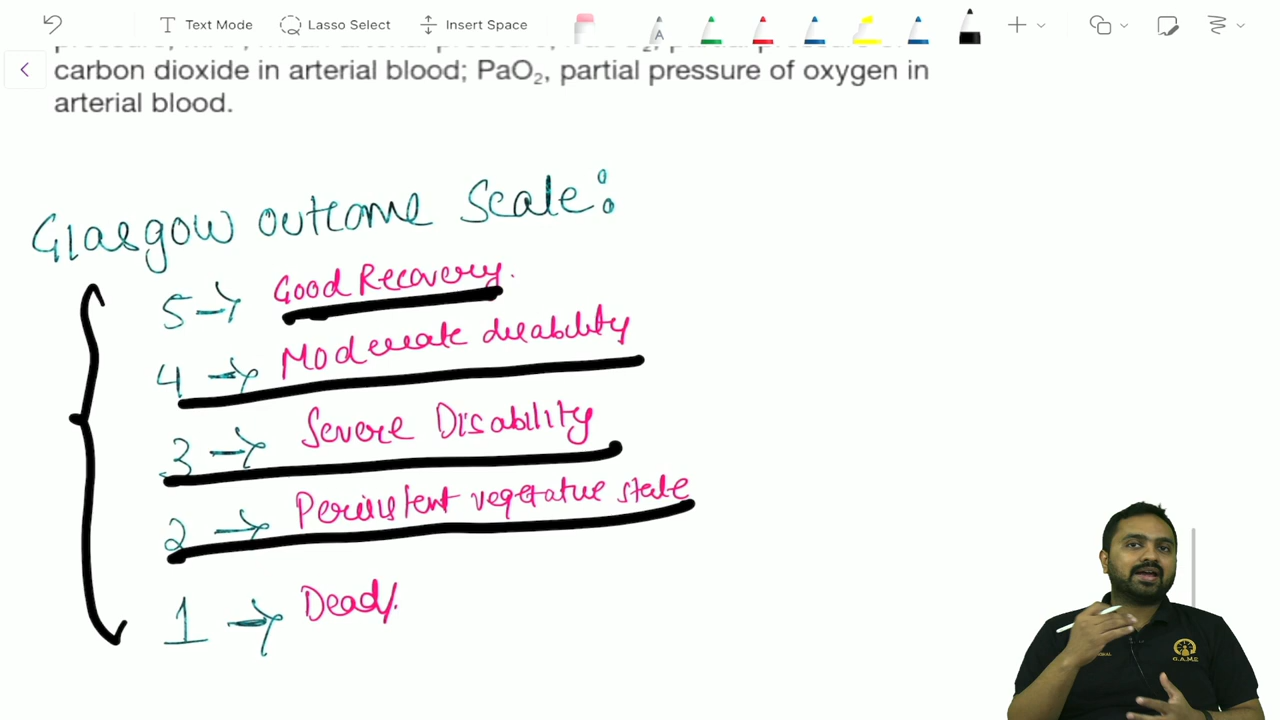 Text Mode Lasso Select Insert Space
carbon dioxide in arterial blood; PaO₂, partial pressure of oxygen in
arterial blood.
Glasgow outcome Scale:
5 → Good Recovery.
4 → Moderate disability
3 → Severe Disability
2 → Persistent vegetative state
1 → Dead/.
G.A.M.S